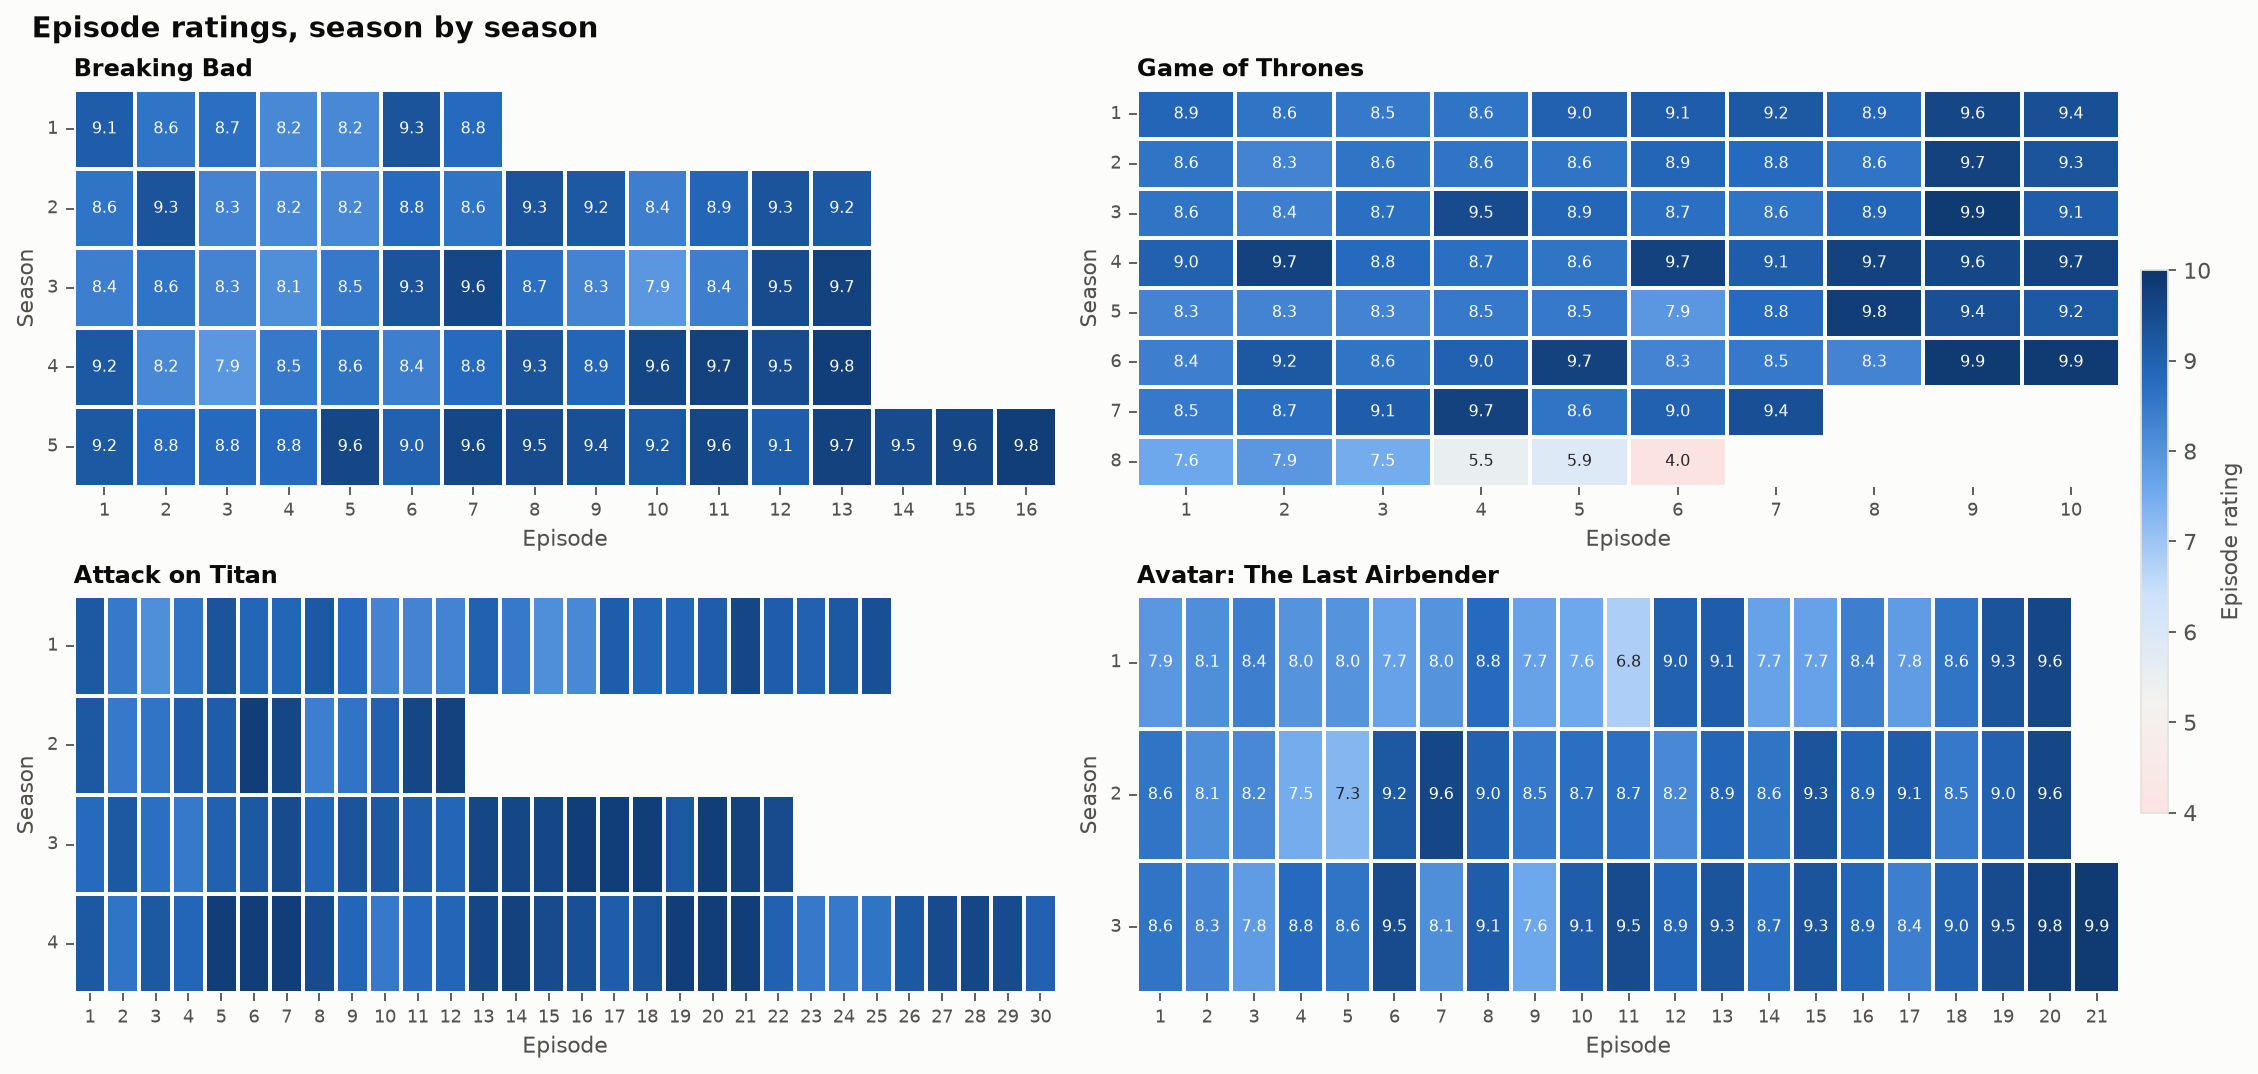 Episode ratings, season by season
Breaking Bad
1 9.1 8.6 8.7 8.2 8.2 9.3 8.8
2 8.6 9.3 8.3 8.2 8.2 8.8 8.6 9.3 9.2 8.4 8.9 9.3 9.2
3 8.4 8.6 8.3 8.1 8.5 9.3 9.6 8.7 8.3 7.9 8.4 9.5 9.7
4 9.2 8.2 7.9 8.5 8.6 8.4 8.8 9.3 8.9 9.6 9.7 9.5 9.8
5 9.2 8.8 8.8 8.8 9.6 9.0 9.6 9.5 9.4 9.2 9.6 9.1 9.7 9.5 9.6 9.8
Season
1 2 3 4 5 6 7 8 9 10 11 12 13 14 15 16
Episode
Game of Thrones
1 8.9 8.6 8.5 8.6 9.0 9.1 9.2 8.9 9.6 9.4
2 8.6 8.3 8.6 8.6 8.6 8.9 8.8 8.6 9.7 9.3
3 8.6 8.4 8.7 9.5 8.9 8.7 8.6 8.9 9.9 9.1
4 9.0 9.7 8.8 8.7 8.6 9.7 9.1 9.7 9.6 9.7
5 8.3 8.3 8.3 8.5 8.5 7.9 8.8 9.8 9.4 9.2
6 8.4 9.2 8.6 9.0 9.7 8.3 8.5 8.3 9.9 9.9
7 8.5 8.7 9.1 9.7 8.6 9.0 9.4
8 7.6 7.9 7.5 5.5 5.9 4.0
Season
1 2 3 4 5 6 7 8 9 10
Episode
Attack on Titan
1
2
3
4
Season
1 2 3 4 5 6 7 8 9 10 11 12 13 14 15 16 17 18 19 20 21 22 23 24 25 26 27 28 29 30
Episode
Avatar: The Last Airbender
1 7.9 8.1 8.4 8.0 8.0 7.7 8.0 8.8 7.7 7.6 6.8 9.0 9.1 7.7 7.7 8.4 7.8 8.6 9.3 9.6
2 8.6 8.1 8.2 7.5 7.3 9.2 9.6 9.0 8.5 8.7 8.7 8.2 8.9 8.6 9.3 8.9 9.1 8.5 9.0 9.6
3 8.6 8.3 7.8 8.8 8.6 9.5 8.1 9.1 7.6 9.1 9.5 8.9 9.3 8.7 9.3 8.9 8.4 9.0 9.5 9.8 9.9
Season
1 2 3 4 5 6 7 8 9 10 11 12 13 14 15 16 17 18 19 20 21
Episode
10
9
8
7
6
5
4
Episode rating